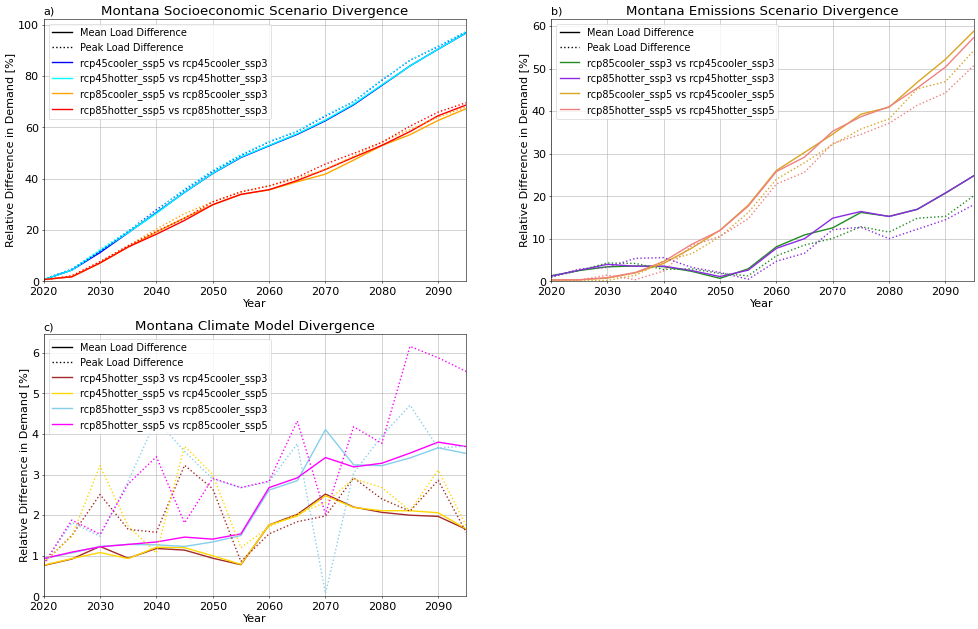 a) Montana Socioeconomic Scenario Divergence
Relative Difference in Demand [%]
100
80
60
40
20
0
Mean Load Difference
Peak Load Difference
rcp45cooler_ssp5 vs rcp45cooler_ssp3
rcp45hotter_ssp5 vs rcp45hotter_ssp3
rcp85cooler_ssp5 vs rcp85cooler_ssp3
rcp85hotter_ssp5 vs rcp85hotter_ssp3
2020 2030 2040 2050 2060 2070 2080 2090
Year
b) Montana Emissions Scenario Divergence
Relative Difference in Demand [%]
60
50
40
30
20
10
0
Mean Load Difference
Peak Load Difference
rcp85cooler_ssp3 vs rcp45cooler_ssp3
rcp85hotter_ssp3 vs rcp45hotter_ssp3
rcp85cooler_ssp5 vs rcp45cooler_ssp5
rcp85hotter_ssp5 vs rcp45hotter_ssp5
2020 2030 2040 2050 2060 2070 2080 2090
Year
c) Montana Climate Model Divergence
Relative Difference in Demand [%]
6
5
4
3
2
1
0
Mean Load Difference
Peak Load Difference
rcp45hotter_ssp3 vs rcp45cooler_ssp3
rcp45hotter_ssp5 vs rcp45cooler_ssp5
rcp85hotter_ssp3 vs rcp85cooler_ssp3
rcp85hotter_ssp5 vs rcp85cooler_ssp5
2020 2030 2040 2050 2060 2070 2080 2090
Year